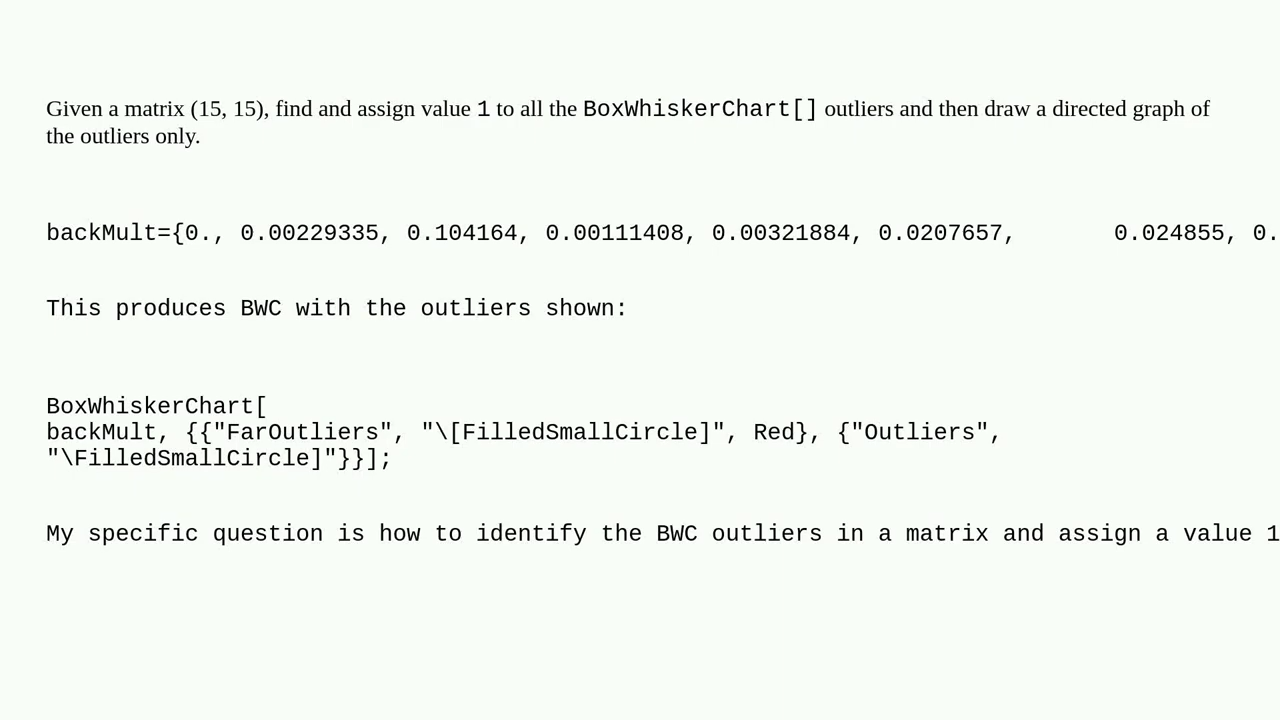 Given a matrix (15, 15), find and assign value 1 to all the BoxWhiskerChart[] outliers and then draw a directed graph of
the outliers only.
backMult={0., 0.00229335, 0.104164, 0.00111408, 0.00321884, 0.0207657, 0.024855, 0.
This produces BWC with the outliers shown:
BoxWhiskerChart[
backMult, {{"FarOutliers", "\[FilledSmallCircle]", Red}, {"Outliers",
"\FilledSmallCircle]"}}];
My specific question is how to identify the BWC outliers in a matrix and assign a value 1